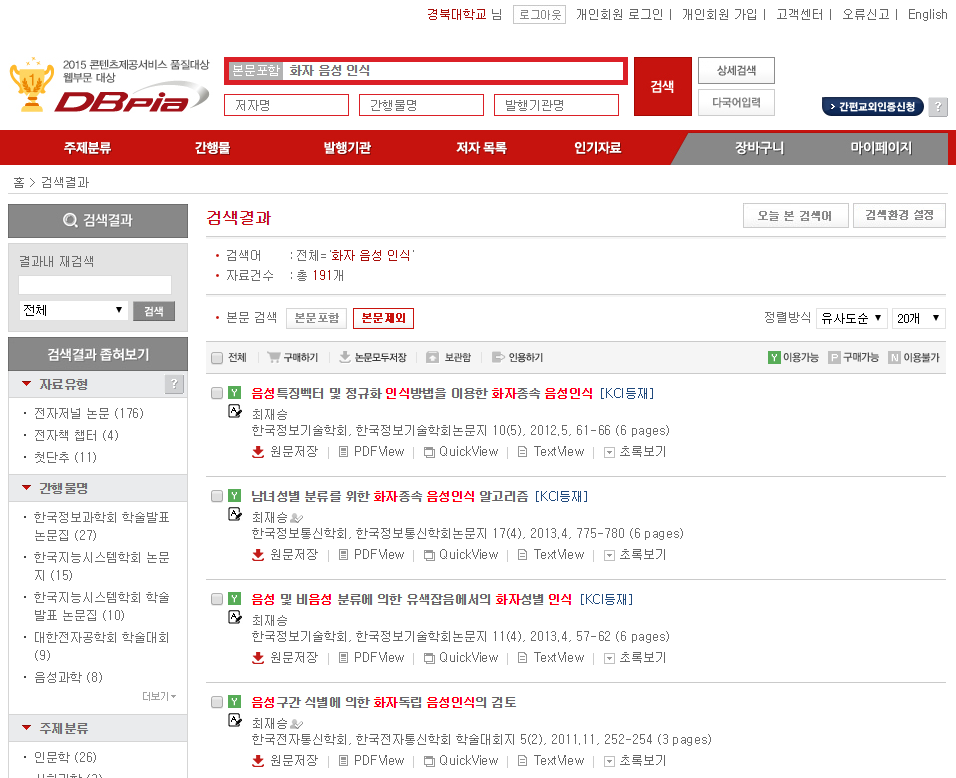 경북대학교 님 로그아웃 개인회원 로그인 | 개인회원 가입 | 고객센터 | 오류신고 | English
2015 콘텐츠제공서비스 품질대상
웹부문 대상
1
DBpia
본문포함 화자 음성 인식
검색
상세검색
저자명 간행물명 발행기관명
다국어입력
> 간편교외인증신청 ?
주제분류 간행물 발행기관 저자 목록 인기자료 장바구니 마이페이지
홈 > 검색결과
검색결과
결과내 재검색
전체 ▼ 검색
검색결과 좁혀보기
자료유형 ?
· 전자저널 논문 (176)
· 전자책 챕터 (4)
· 첫단추 (11)
간행물명
· 한국정보과학회 학술발표
논문집 (27)
· 한국지능시스템학회 논문
지 (15)
· 한국지능시스템학회 학술
발표 논문집 (10)
· 대한전자공학회 학술대회
(9)
· 음성과학 (8)
더보기
주제분류
· 인문학 (26)
검색결과
오늘 본 검색어 검색환경 설정
• 검색어 : 전체='화자 음성 인식'
• 자료건수 : 총 191개
• 본문 검색 본문포함 본문제외
정렬방식 유사도순 ▼ 20개 ▼
전체 구매하기 논문모두저장 보관함 인용하기
Y 이용가능 P 구매가능 N 이용불가
Y 음성특징벡터 및 정규화 인식방법을 이용한 화자종속 음성인식 [KCI등재]
최재승
한국정보기술학회, 한국정보기술학회논문지 10(5), 2012.5, 61-66 (6 pages)
원문저장 | PDFView | QuickView | TextView | 초록보기
Y 남녀성별 분류를 위한 화자종속 음성인식 알고리즘 [KCI등재]
최재승
한국정보통신학회, 한국정보통신학회논문지 17(4), 2013.4, 775-780 (6 pages)
원문저장 | PDFView | QuickView | TextView | 초록보기
Y 음성 및 비음성 분류에 의한 유색잡음에서의 화자성별 인식 [KCI등재]
최재승
한국정보기술학회, 한국정보기술학회논문지 11(4), 2013.4, 57-62 (6 pages)
원문저장 | PDFView | QuickView | TextView | 초록보기
Y 음성구간 식별에 의한 화자독립 음성인식의 검토
최재승
한국전자통신학회, 한국전자통신학회 학술대회지 5(2), 2011.11, 252-254 (3 pages)
원문저장 | PDFView | QuickView | TextView | 초록보기